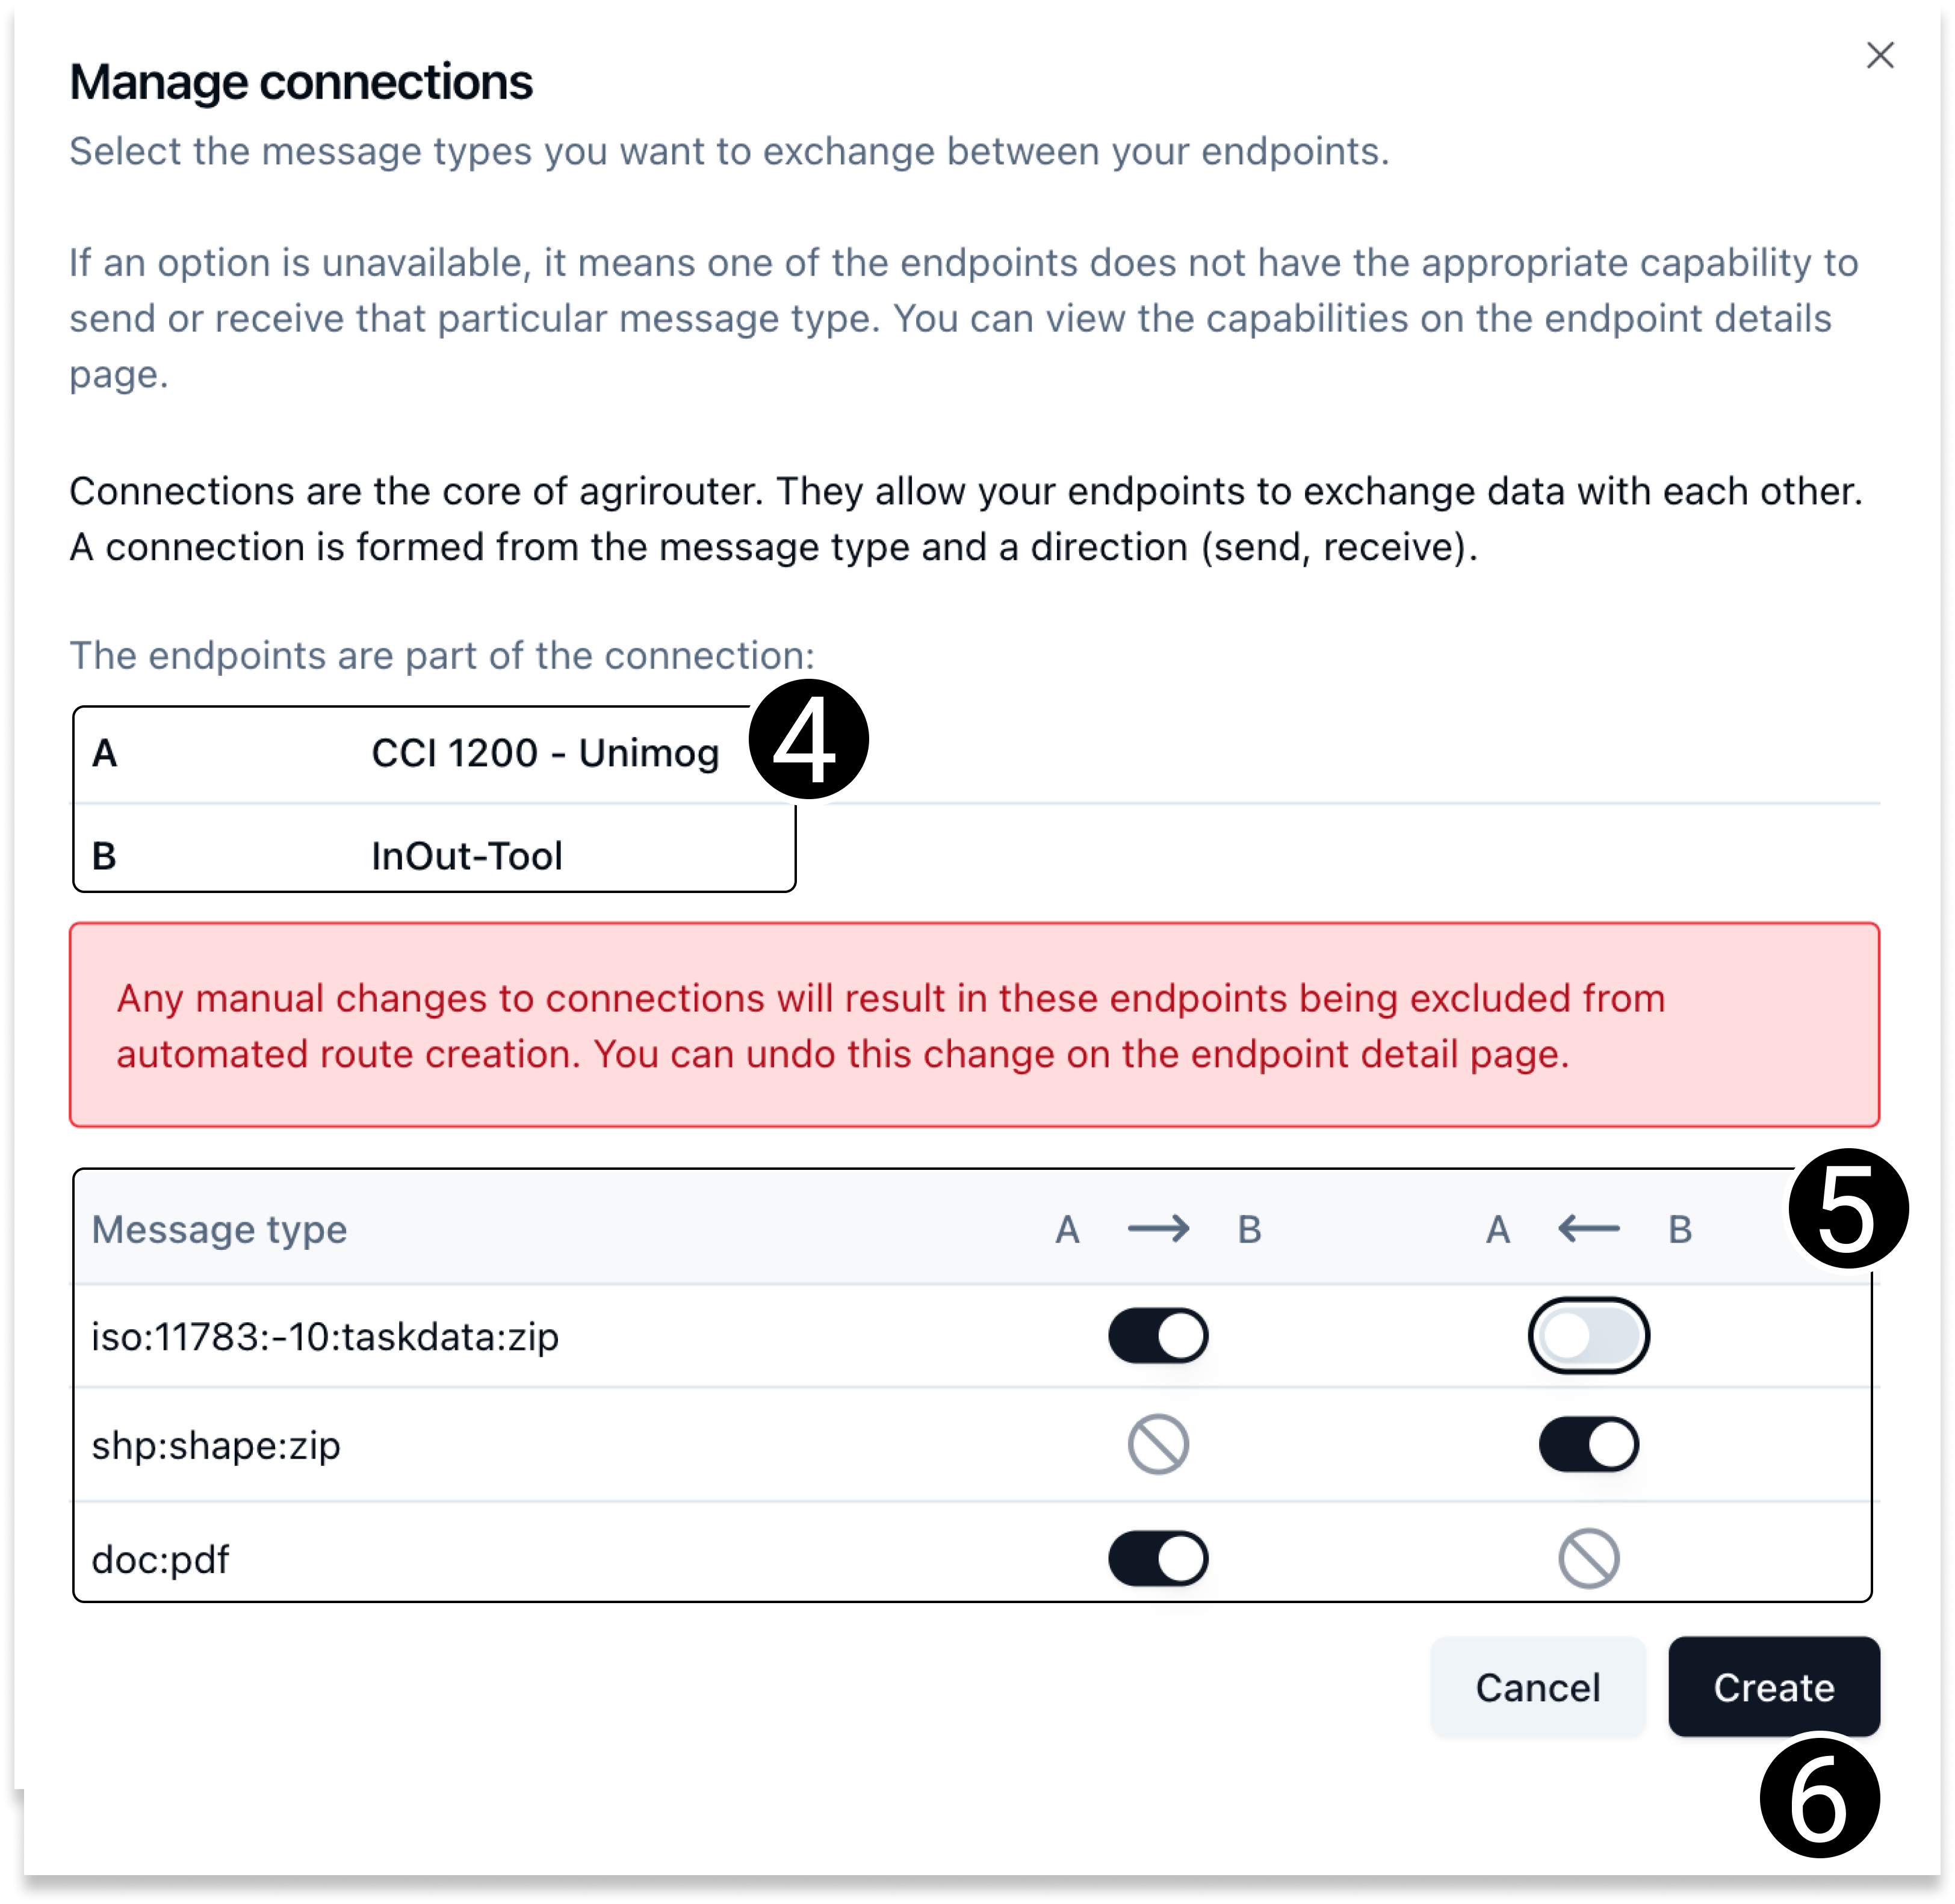 Manage connections
Select the message types you want to exchange between your endpoints.
If an option is unavailable, it means one of the endpoints does not have the appropriate capability to
send or receive that particular message type. You can view the capabilities on the endpoint details
page.
Connections are the core of agrirouter. They allow your endpoints to exchange data with each other.
A connection is formed from the message type and a direction (send, receive).
The endpoints are part of the connection:
A CCI 1200 - Unimog 4
B InOut-Tool
Any manual changes to connections will result in these endpoints being excluded from
automated route creation. You can undo this change on the endpoint detail page.
Message type A → B A ← B 5
iso:11783:-10:taskdata:zip
shp:shape:zip
doc:pdf
Cancel Create
6